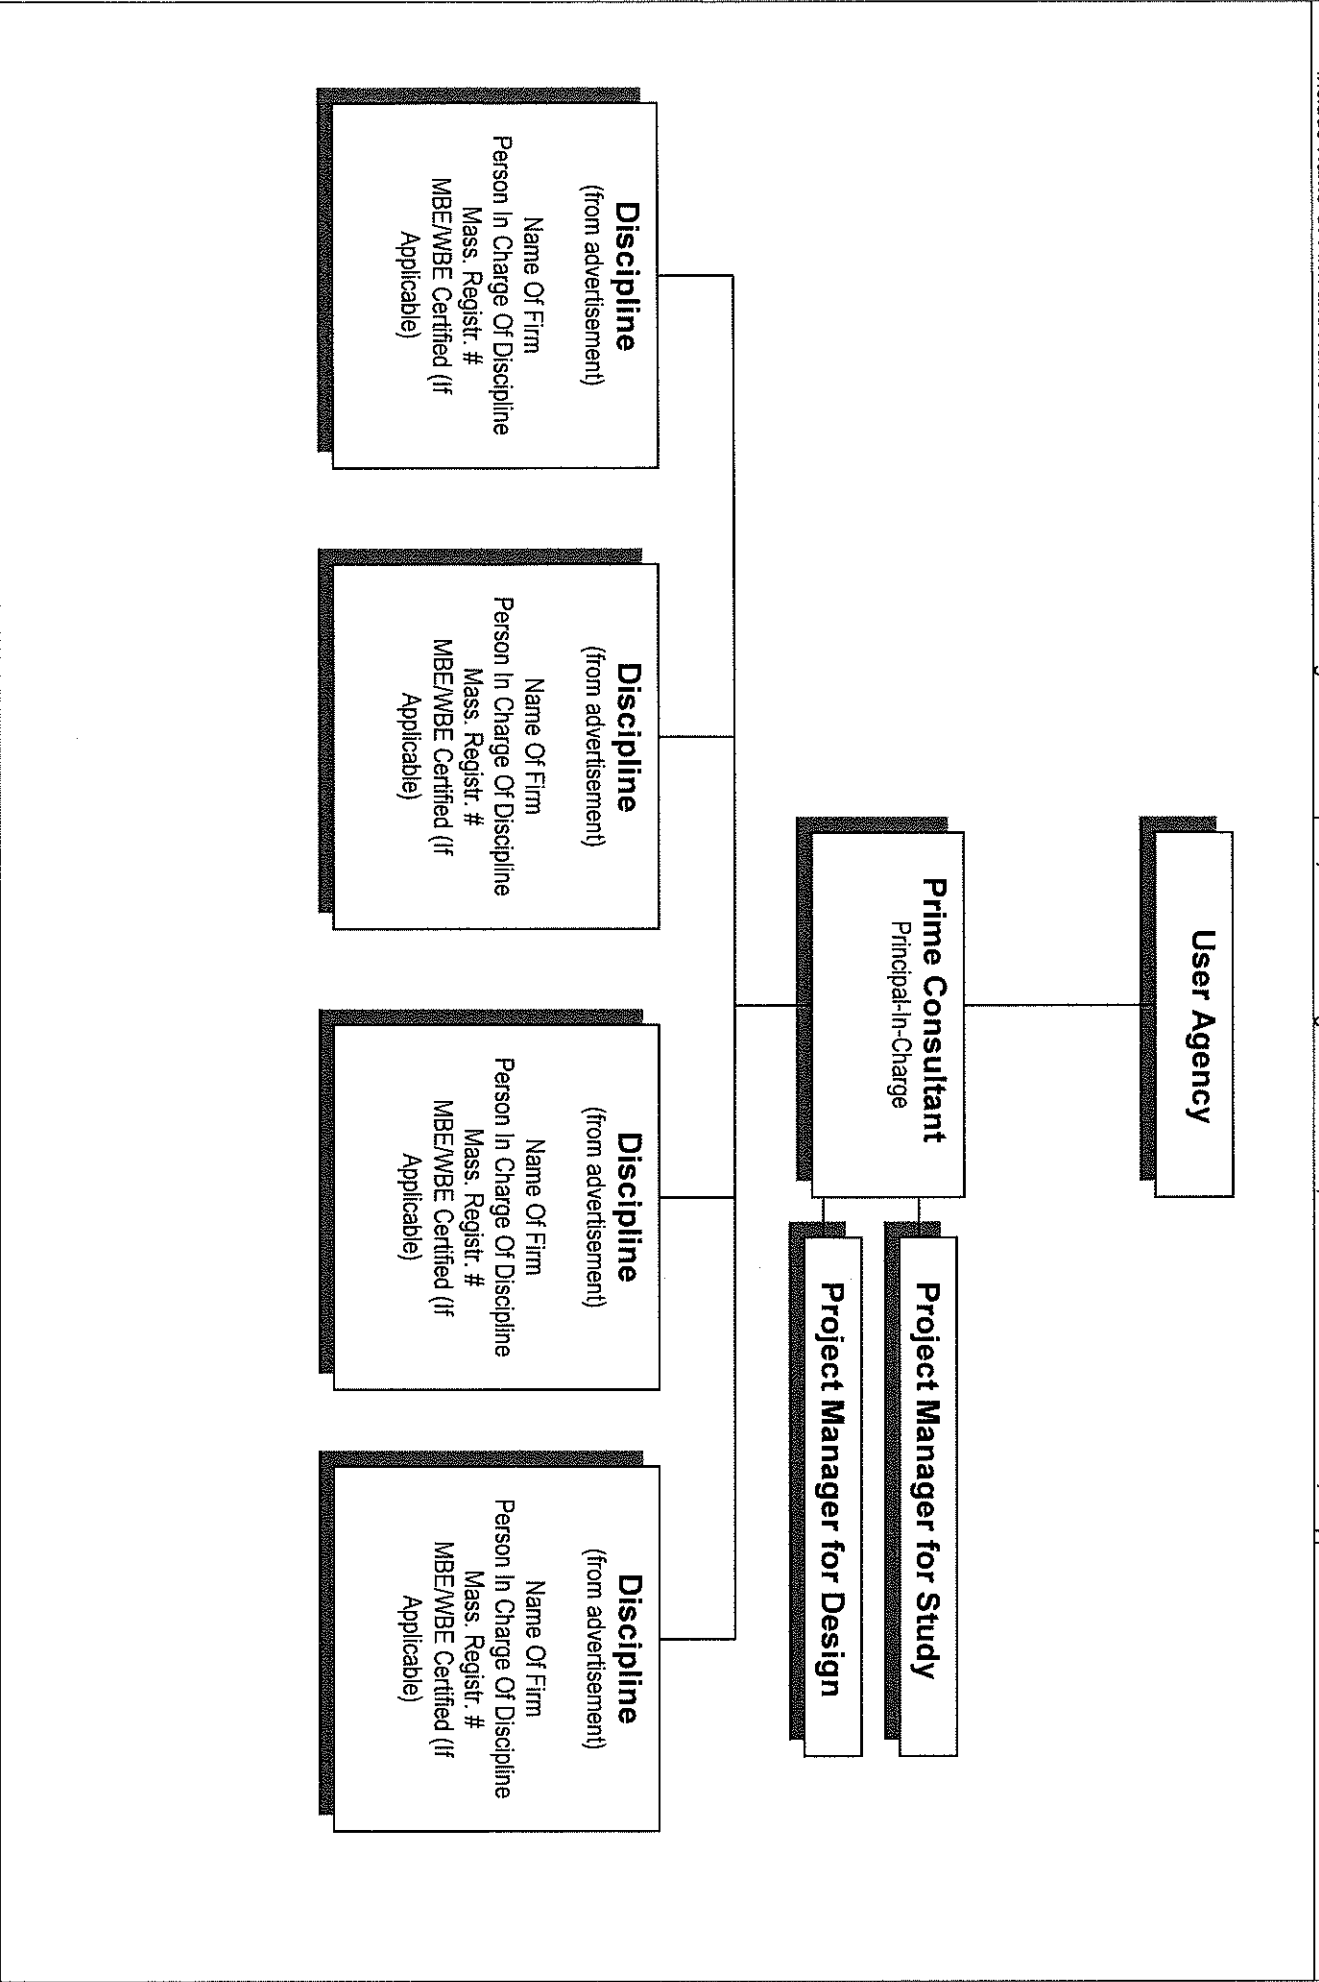 User Agency
Prime Consultant
Principal-In-Charge
Project Manager for Study
Project Manager for Design
Discipline
(from advertisement)
Name Of Firm
Person In Charge Of Discipline
Mass. Registr. #
MBE/WBE Certified (If
Applicable)
Discipline
(from advertisement)
Name Of Firm
Person In Charge Of Discipline
Mass. Registr. #
MBE/WBE Certified (If
Applicable)
Discipline
(from advertisement)
Name Of Firm
Person In Charge Of Discipline
Mass. Registr. #
MBE/WBE Certified (If
Applicable)
Discipline
(from advertisement)
Name Of Firm
Person In Charge Of Discipline
Mass. Registr. #
MBE/WBE Certified (If
Applicable)